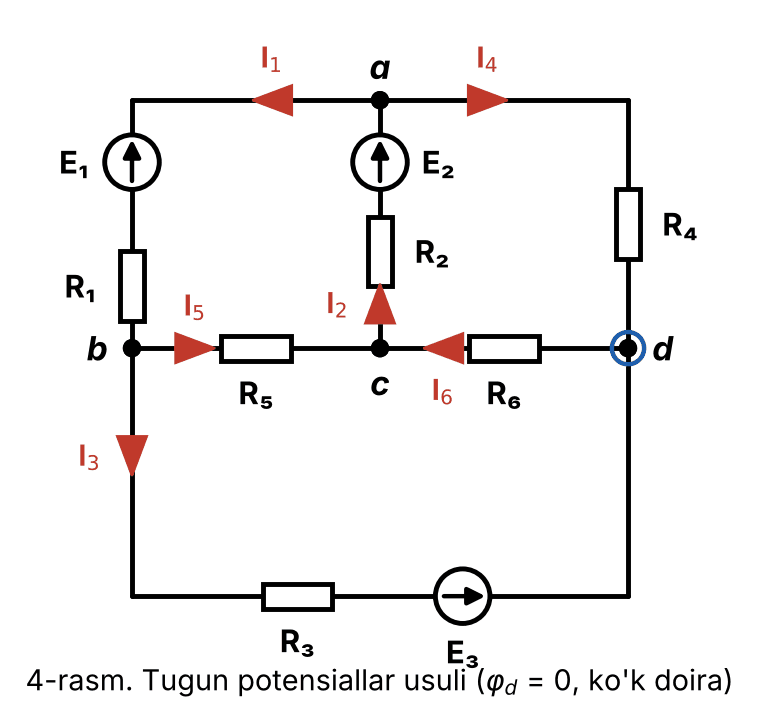 I₁ a I₄
E₁ E₂
R₄
R₂
R₁
I₅ I₂
b d
c
R₅ I₆ R₆
I₃
R₃
E₃
4-rasm. Tugun potensiallar usuli (φ_d = 0, ko'k doira)